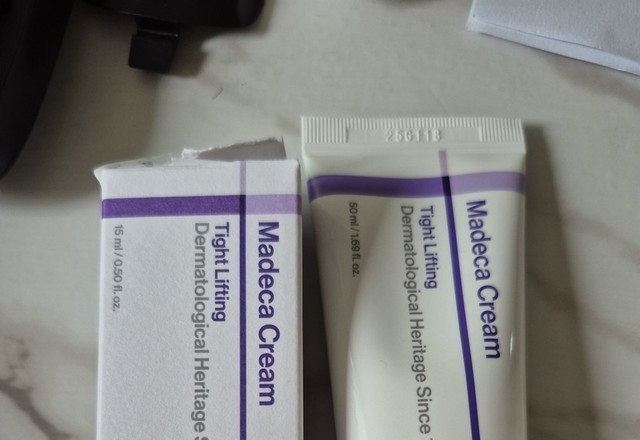 Madeca Cream
Tight Lifting
Dermatological Heritage
15 ml / 0.50 fl. oz.
Madeca Cream
Tight Lifting
Dermatological Heritage Since
50 ml / 1.69 fl. oz.